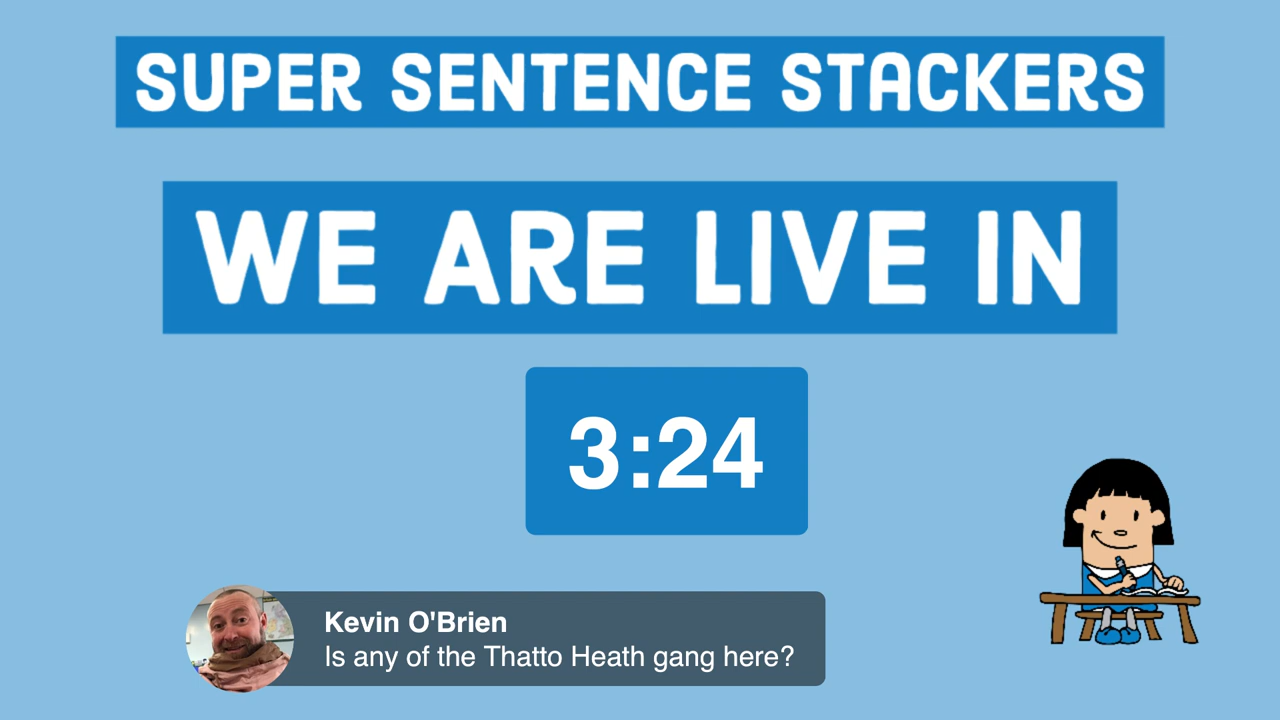 SUPER SENTENCE STACKERS
WE ARE LIVE IN
3:24
Kevin O'Brien
Is any of the Thatto Heath gang here?